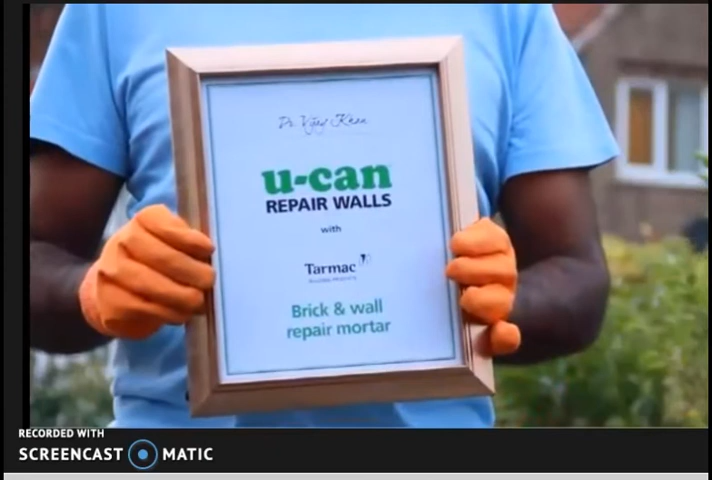 u-can
REPAIR WALLS
with
Tarmac
Brick & wall
repair mortar
RECORDED WITH
SCREENCAST MATIC